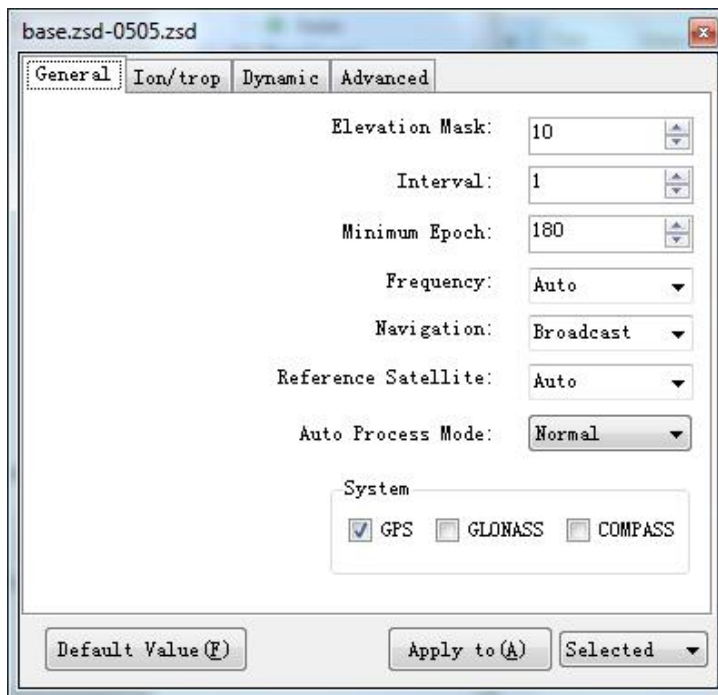 base.zsd-0505.zsd
General Ion/trop Dynamic Advanced
Elevation Mask: 10
Interval: 1
Minimum Epoch: 180
Frequency: Auto
Navigation: Broadcast
Reference Satellite: Auto
Auto Process Mode: Normal
System
GPS GLONASS COMPASS
Default Value(F) Apply to(A) Selected